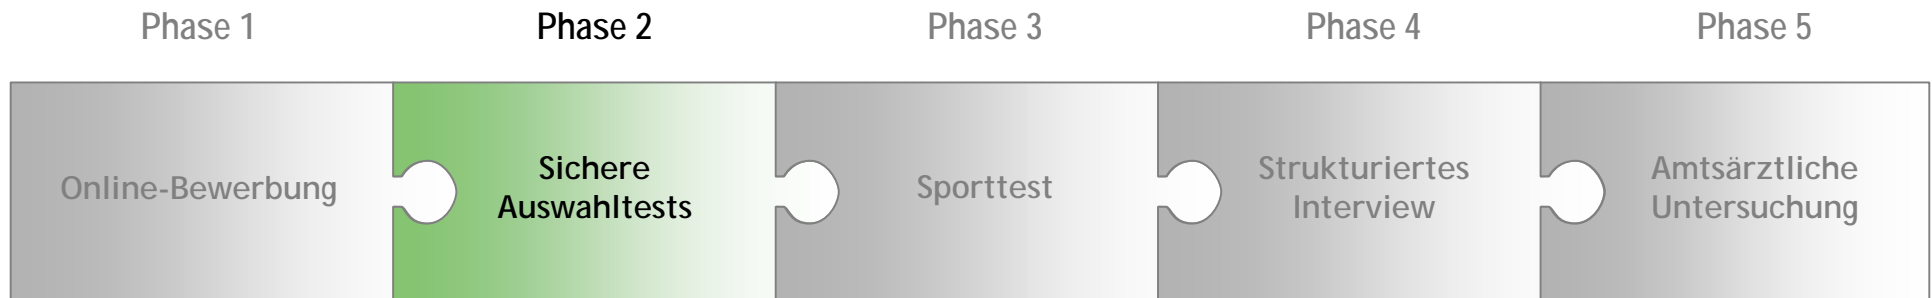 Phase 1
Phase 2
Phase 3
Phase 4
Phase 5
Online-Bewerbung
Sichere
Auswahltests
Sporttest
Strukturiertes
Interview
Amtsärztliche
Untersuchung